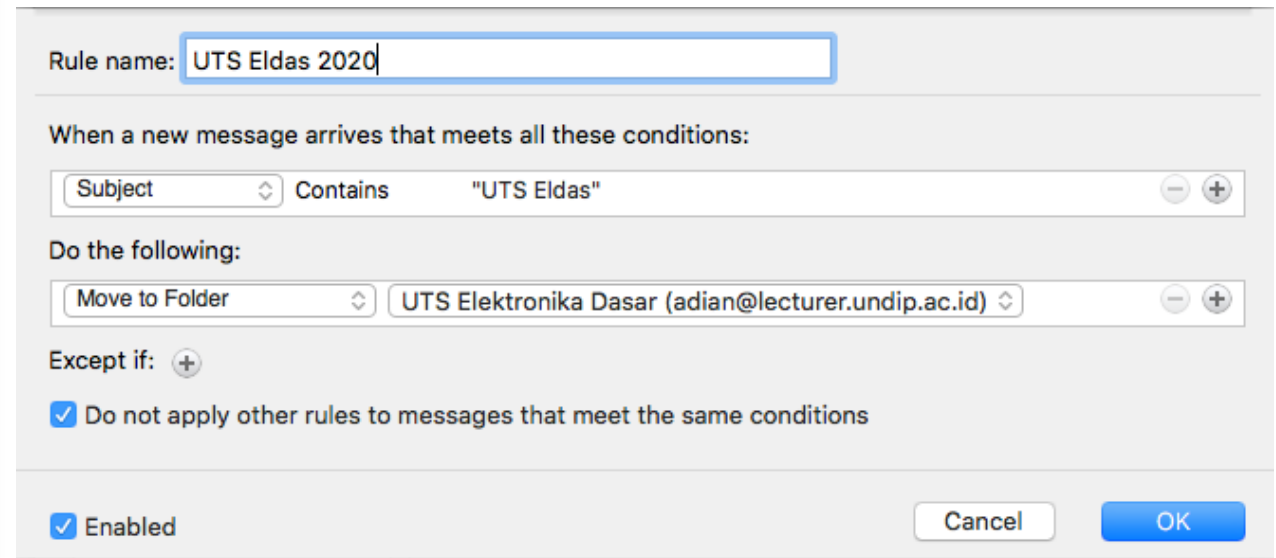 Rule name: UTS Eldas 2020
When a new message arrives that meets all these conditions:
Subject Contains "UTS Eldas"
Do the following:
Move to Folder UTS Elektronika Dasar (adian@lecturer.undip.ac.id)
Except if:
Do not apply other rules to messages that meet the same conditions
Enabled Cancel OK